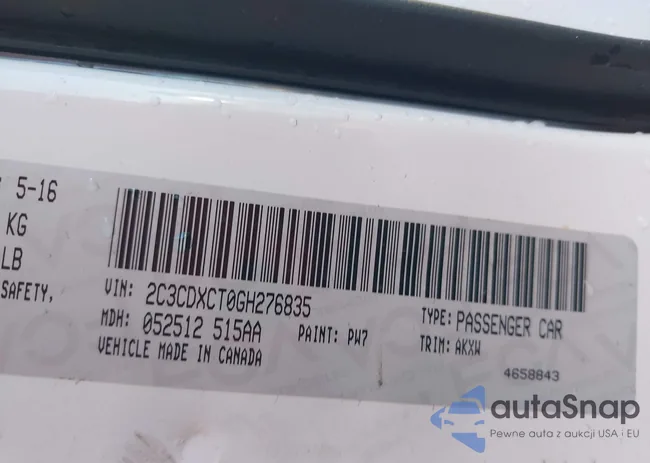 5-16
KG
LB
SAFETY,
VIN: 2C3CDXCT0GH276835
MDH: 052512 515AA
PAINT: PW7
VEHICLE MADE IN CANADA
TYPE: PASSENGER CAR
TRIM: AKXW
4658843
autoSnap
Pewne auta z aukcji USA i EU